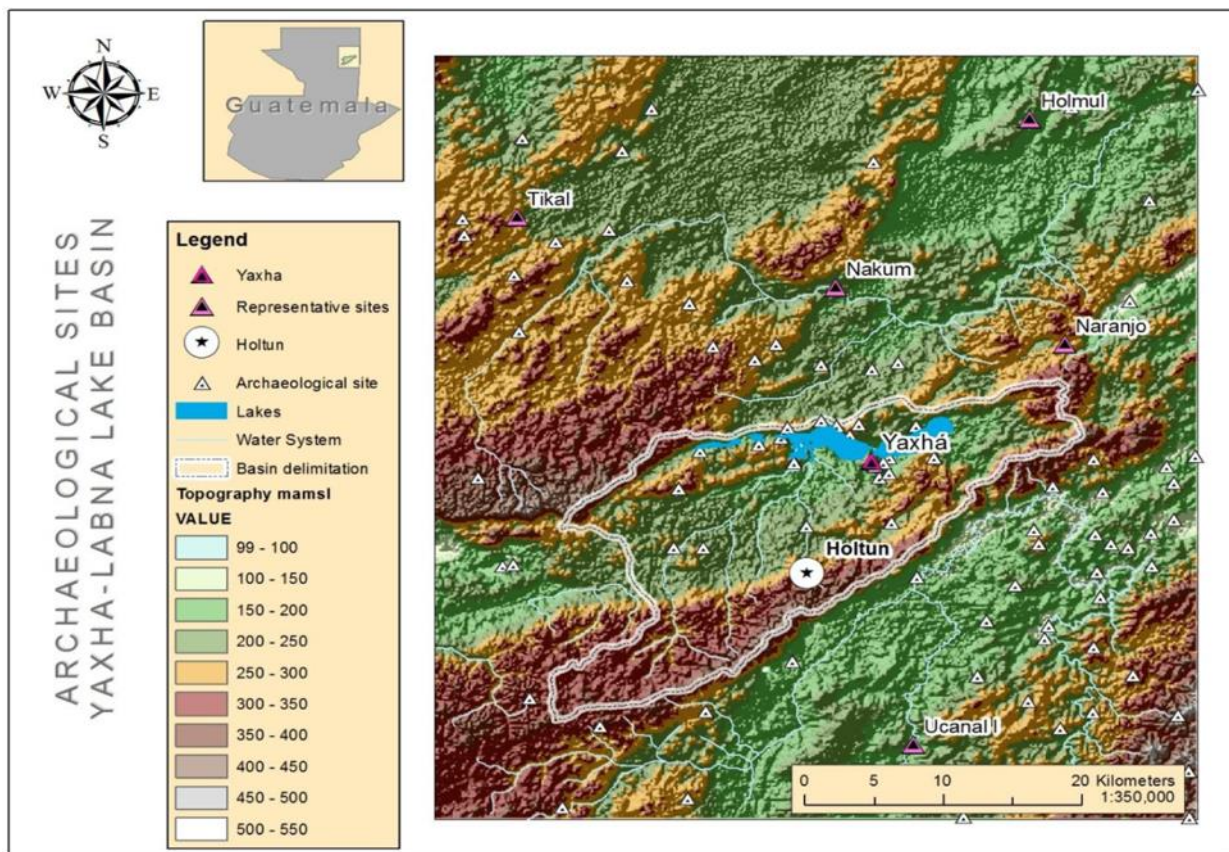 N
W E
S
Guatemala
ARCHAEOLOGICAL SITES
YAXHA-LABNA LAKE BASIN
Legend
Yaxha
Representative sites
Holtun
Archaeological site
Lakes
Water System
Basin delimitation
Topography mamsl
VALUE
99 - 100
100 - 150
150 - 200
200 - 250
250 - 300
300 - 350
350 - 400
400 - 450
450 - 500
500 - 550
Holmul
Tikal
Nakum
Naranjo
Yaxhá
Holtun
Ucanal I
0 5 10 20 Kilometers
1:350,000